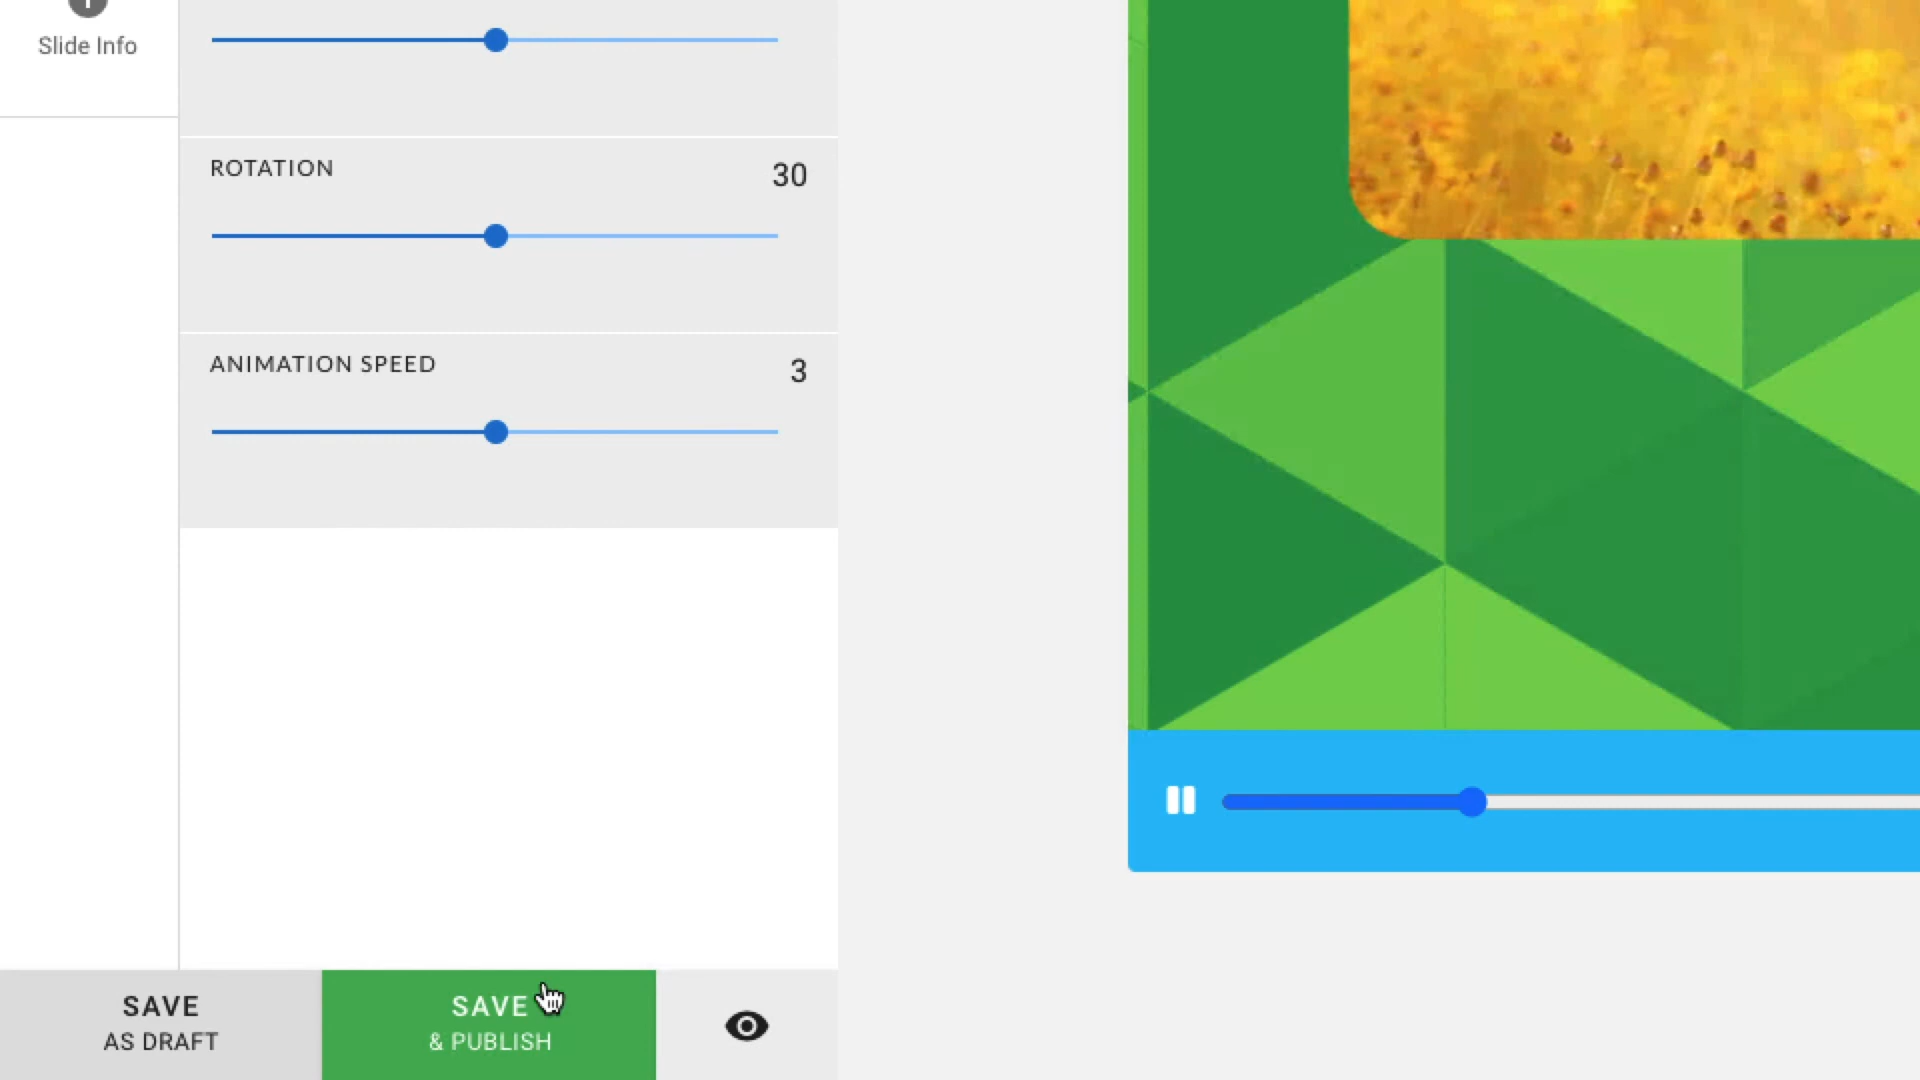 Slide Info
ROTATION
30
ANIMATION SPEED
3
SAVE
AS DRAFT
SAVE
& PUBLISH